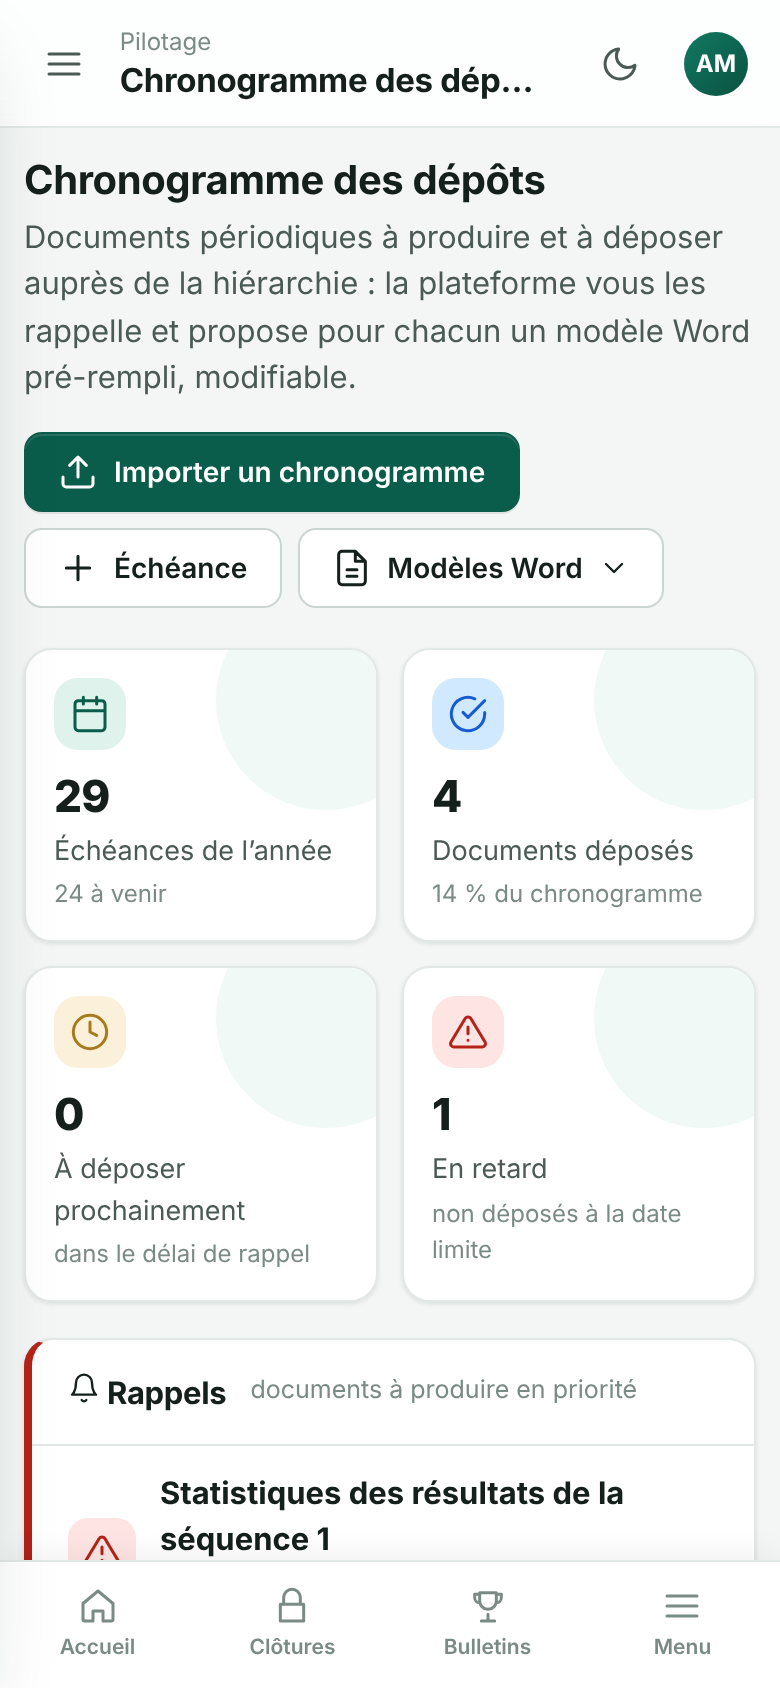 Pilotage
Chronogramme des dép...
AM
Chronogramme des dépôts
Documents périodiques à produire et à déposer
auprès de la hiérarchie : la plateforme vous les
rappelle et propose pour chacun un modèle Word
pré-rempli, modifiable.
Importer un chronogramme
Échéance
Modèles Word
29
Échéances de l’année
24 à venir
4
Documents déposés
14 % du chronogramme
0
À déposer
prochainement
dans le délai de rappel
1
En retard
non déposés à la date
limite
Rappels documents à produire en priorité
Statistiques des résultats de la
séquence 1
Accueil
Clôtures
Bulletins
Menu